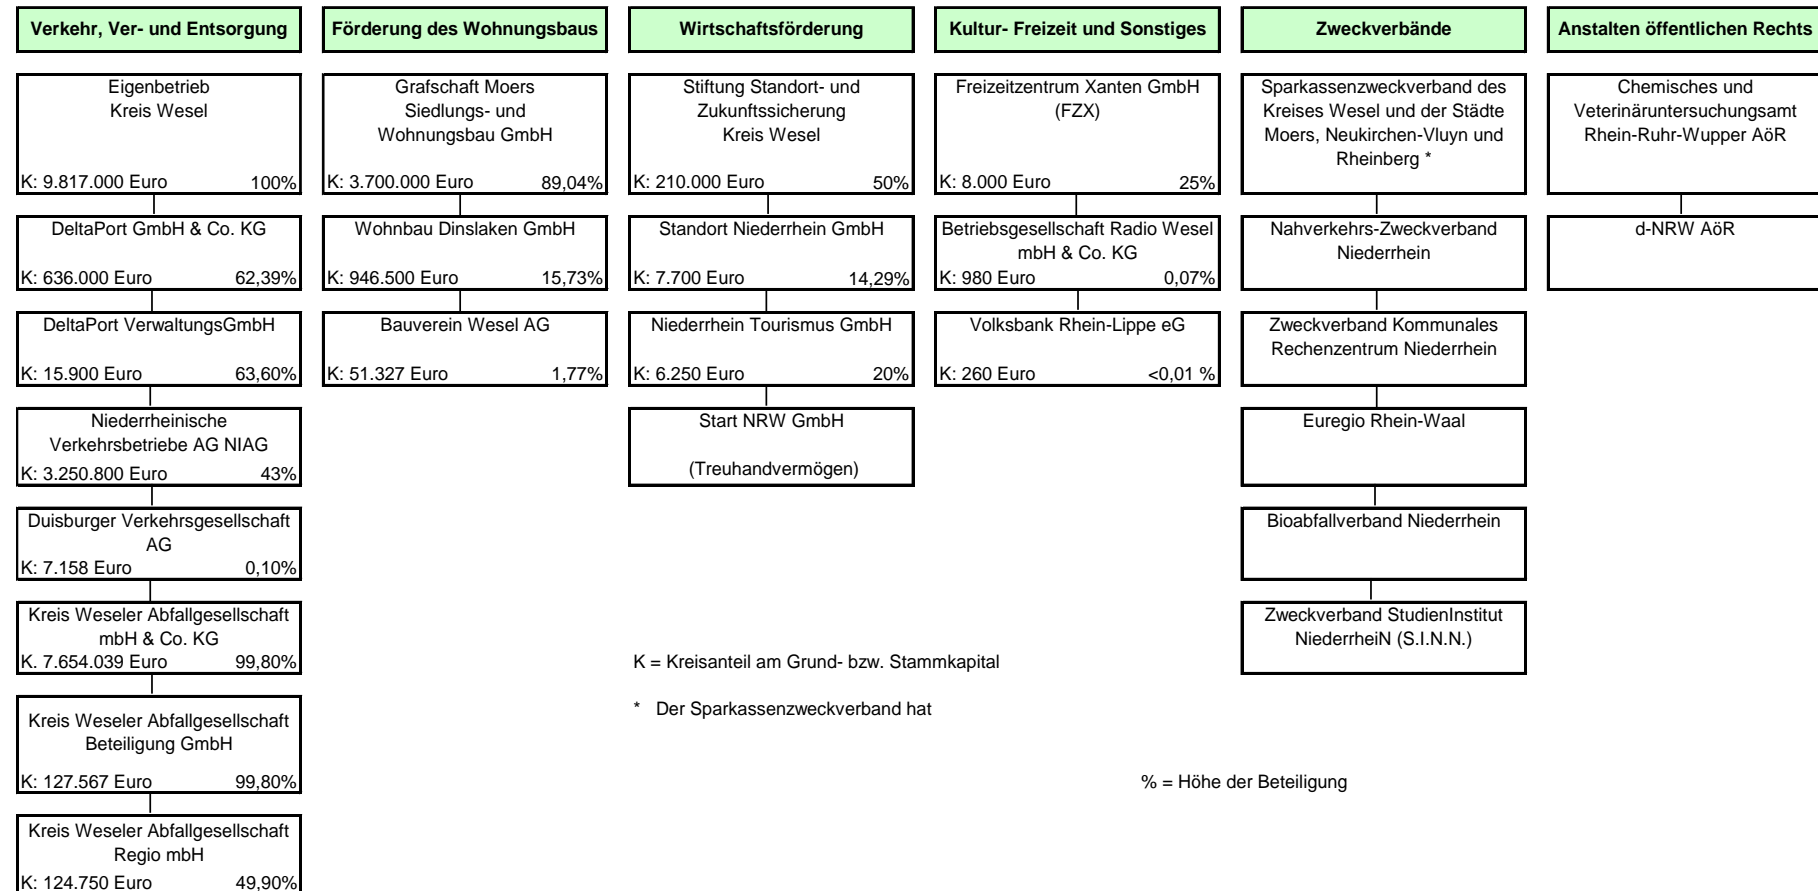 Verkehr, Ver- und Entsorgung
Eigenbetrieb
Kreis Wesel
K: 9.817.000 Euro 100%
DeltaPort GmbH & Co. KG
K: 636.000 Euro 62,39%
DeltaPort VerwaltungsGmbH
K: 15.900 Euro 63,60%
Niederrheinische
Verkehrsbetriebe AG NIAG
K: 3.250.800 Euro 43%
Duisburger Verkehrsgesellschaft
AG
K: 7.158 Euro 0,10%
Kreis Weseler Abfallgesellschaft
mbH & Co. KG
K. 7.654.039 Euro 99,80%
Kreis Weseler Abfallgesellschaft
Beteiligung GmbH
K: 127.567 Euro 99,80%
Kreis Weseler Abfallgesellschaft
Regio mbH
K: 124.750 Euro 49,90%
Förderung des Wohnungsbaus
Grafschaft Moers
Siedlungs- und
Wohnungsbau GmbH
K: 3.700.000 Euro 89,04%
Wohnbau Dinslaken GmbH
K: 946.500 Euro 15,73%
Bauverein Wesel AG
K: 51.327 Euro 1,77%
Wirtschaftsförderung
Stiftung Standort- und
Zukunftssicherung
Kreis Wesel
K: 210.000 Euro 50%
Standort Niederrhein GmbH
K: 7.700 Euro 14,29%
Niederrhein Tourismus GmbH
K: 6.250 Euro 20%
Start NRW GmbH
(Treuhandvermögen)
Kultur- Freizeit und Sonstiges
Freizeitzentrum Xanten GmbH
(FZX)
K: 8.000 Euro 25%
Betriebsgesellschaft Radio Wesel
mbH & Co. KG
K: 980 Euro 0,07%
Volksbank Rhein-Lippe eG
K: 260 Euro <0,01 %
Zweckverbände
Sparkassenzweckverband des
Kreises Wesel und der Städte
Moers, Neukirchen-Vluyn und
Rheinberg *
Nahverkehrs-Zweckverband
Niederrhein
Zweckverband Kommunales
Rechenzentrum Niederrhein
Euregio Rhein-Waal
Bioabfallverband Niederrhein
Zweckverband StudienInstitut
NiederrheiN (S.I.N.N.)
Anstalten öffentlichen Rechts
Chemisches und
Veterinäruntersuchungsamt
Rhein-Ruhr-Wupper AöR
d-NRW AöR
K = Kreisanteil am Grund- bzw. Stammkapital
* Der Sparkassenzweckverband hat
% = Höhe der Beteiligung